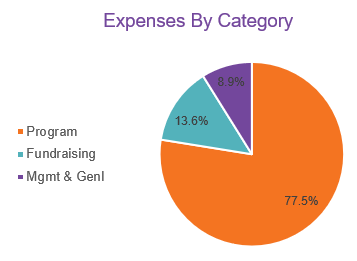 Expenses By Category
8.9%
13.6%
Program
Fundraising
Mgmt & Genl
77.5%